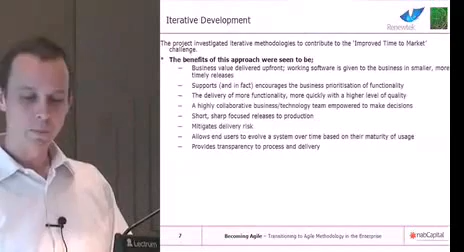 Iterative Development
Renewtek
The project investigated iterative methodologies to contribute to the 'Improved Time to Market'
challenge.
• The benefits of this approach were seen to be;
– Business value delivered upfront; working software is given to the business in smaller, more
timely releases
– Supports (and in fact) encourages the business prioritisation of functionality
– The delivery of more functionality, more quickly with a higher level of quality
– A highly collaborative business/technology team empowered to make decisions
– Short, sharp focused releases to production
– Mitigates delivery risk
– Allows end users to evolve a system over time based on their maturity of usage
– Provides transparency to process and delivery
7
Becoming Agile – Transitioning to Agile Methodology in the Enterprise
nabCapital
Lectrum